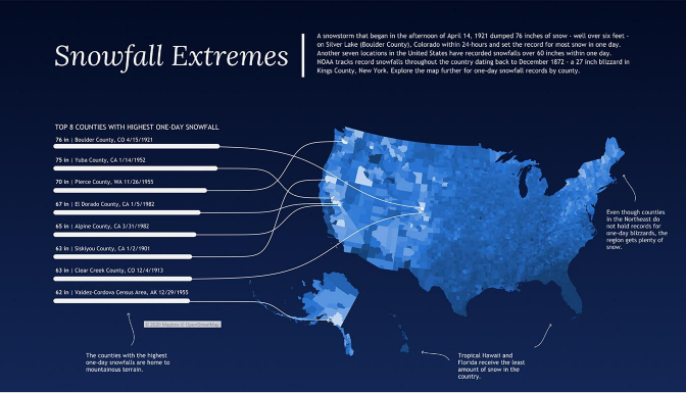 Snowfall Extremes
A snowstorm that began in the afternoon of April 14, 1921 dumped 76 inches of snow - well over six feet -
on Silver Lake (Boulder County), Colorado within 24-hours and set the record for most snow in one day.
Another seven locations in the United States have recorded snowfalls over 60 inches within one day.
NOAA tracks record snowfalls throughout the country dating back to December 1872 - a 27 inch blizzard in
Kings County, New York. Explore the map further for one-day snowfall records by county.
TOP 8 COUNTIES WITH HIGHEST ONE-DAY SNOWFALL
76 in | Boulder County, CO 4/15/1921
75 in | Yuba County, CA 1/14/1952
70 in | Pierce County, WA 11/26/1955
67 in | El Dorado County, CA 1/5/1982
65 in | Alpine County, CA 3/31/1982
63 in | Siskiyou County, CA 1/2/1901
63 in | Clear Creek County, CO 12/4/1913
62 in | Valdez-Cordova Census Area, AK 12/29/1955
© 2020 Mapbox © OpenStreetMap
Even though counties
in the Northeast do
not hold records for
one-day blizzards, the
region gets plenty of
snow.
The counties with the highest
one-day snowfalls are home to
mountainous terrain.
Tropical Hawaii and
Florida receive the least
amount of snow in the
country.